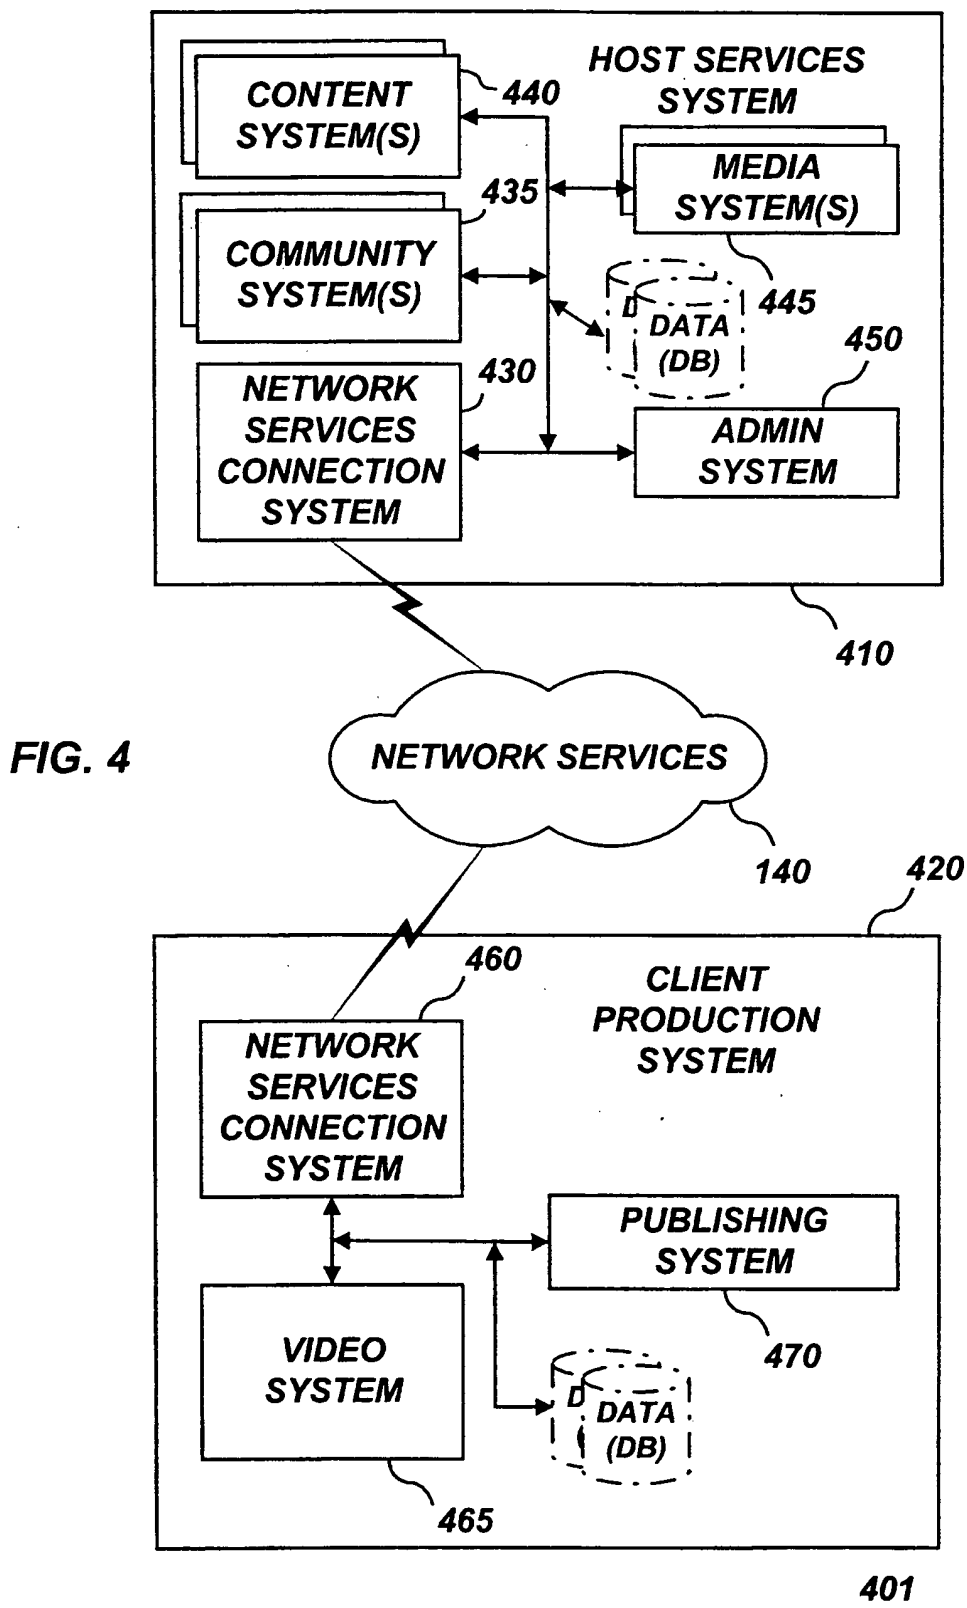 HOST SERVICES
SYSTEM
CONTENT
SYSTEM(S)
440
MEDIA
SYSTEM(S)
445
435
COMMUNITY
SYSTEM(S)
D
DATA
(DB)
450
430
NETWORK
SERVICES
CONNECTION
SYSTEM
ADMIN
SYSTEM
410
FIG. 4
NETWORK SERVICES
140
420
460
CLIENT
PRODUCTION
SYSTEM
NETWORK
SERVICES
CONNECTION
SYSTEM
PUBLISHING
SYSTEM
470
VIDEO
SYSTEM
D
(
DATA
(DB)
465
401